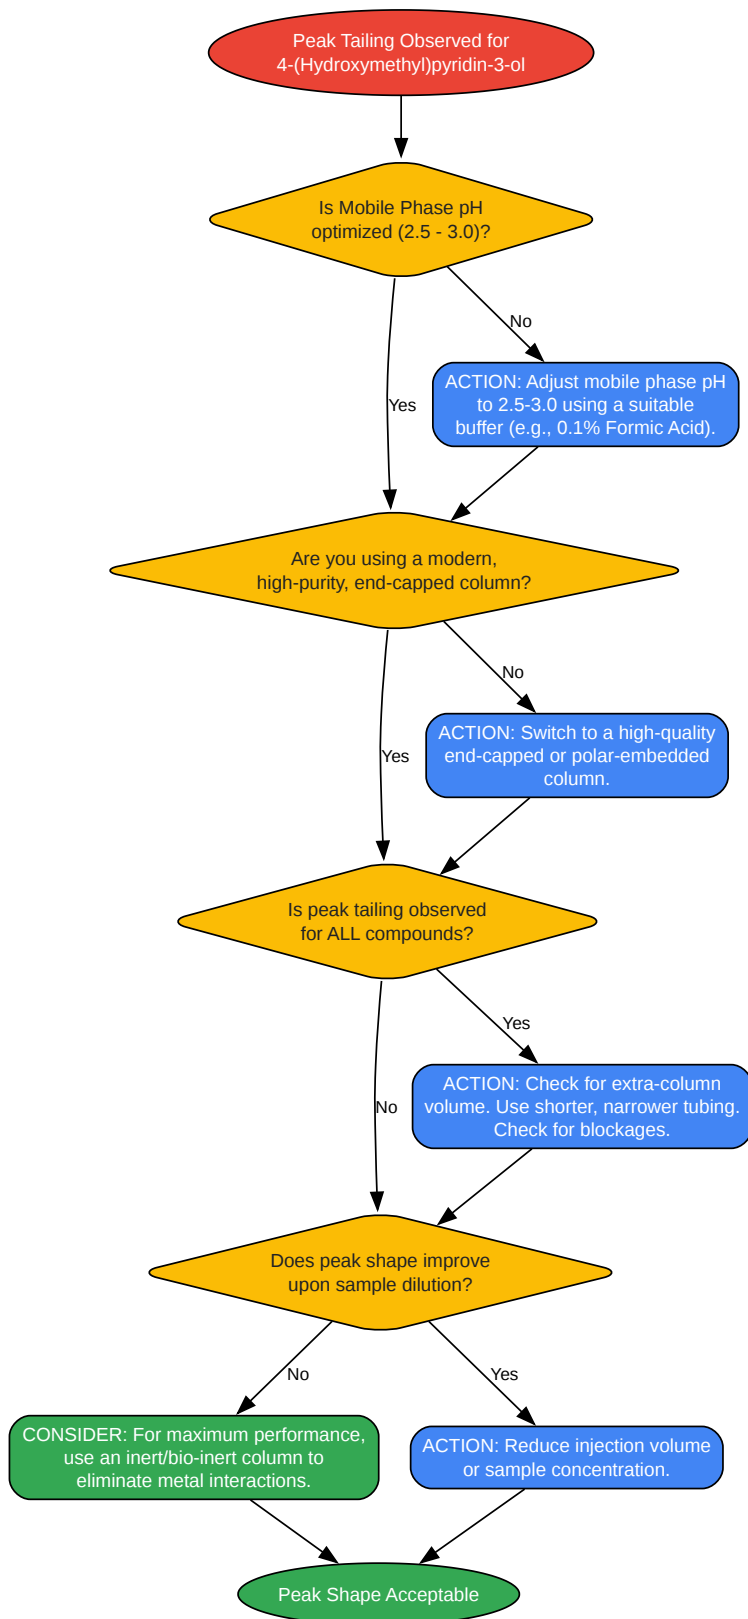 Peak Tailing Observed for
4-(Hydroxymethyl)pyridin-3-ol
Is Mobile Phase pH
optimized (2.5 - 3.0)?
No
Yes
ACTION: Adjust mobile phase pH
to 2.5-3.0 using a suitable
buffer (e.g., 0.1% Formic Acid).
Are you using a modern,
high-purity, end-capped column?
No
Yes
ACTION: Switch to a high-quality
end-capped or polar-embedded
column.
Is peak tailing observed
for ALL compounds?
Yes
No
ACTION: Check for extra-column
volume. Use shorter, narrower tubing.
Check for blockages.
Does peak shape improve
upon sample dilution?
No
Yes
CONSIDER: For maximum performance,
use an inert/bio-inert column to
eliminate metal interactions.
ACTION: Reduce injection volume
or sample concentration.
Peak Shape Acceptable